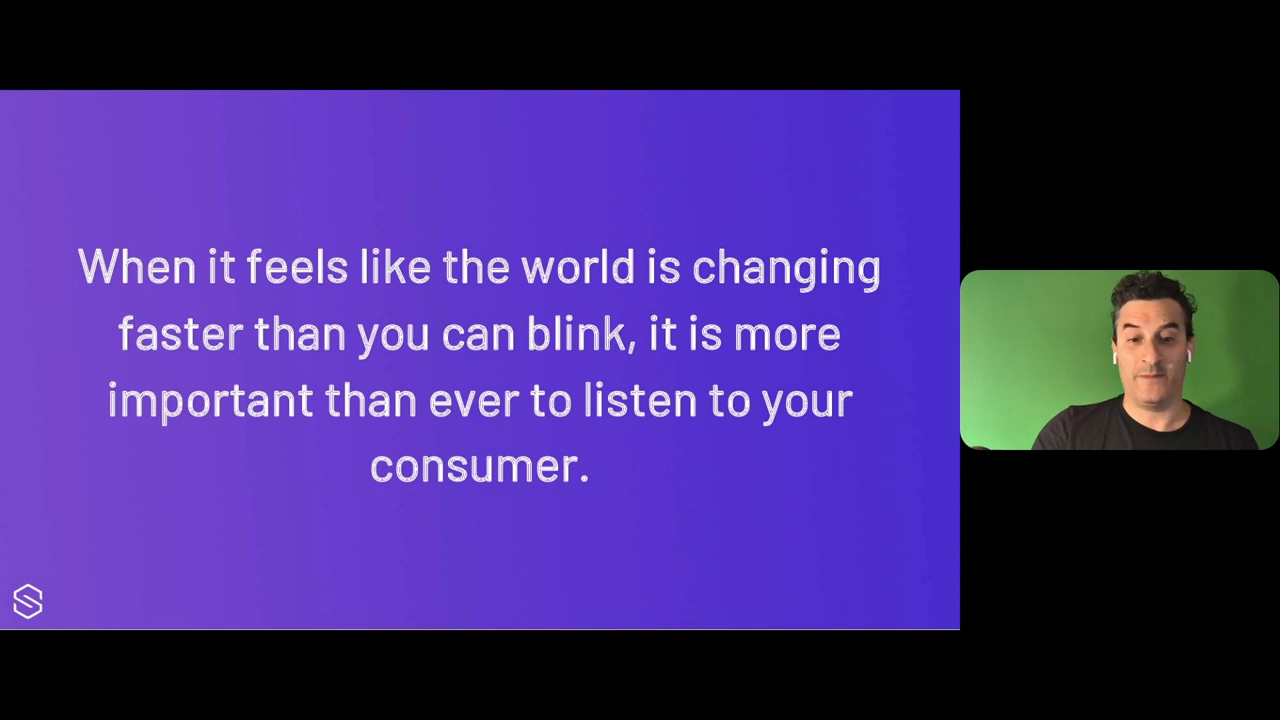 When it feels like the world is changing
faster than you can blink, it is more
important than ever to listen to your
consumer.